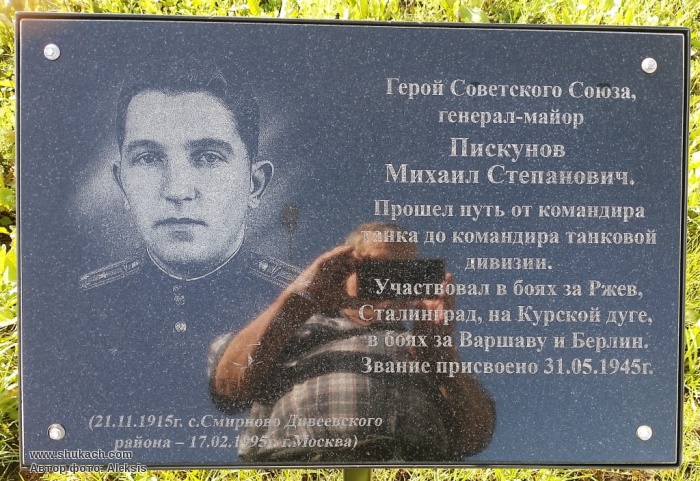 Герой Советского Союза,
генерал-майор
Пискунов
Михаил Степанович.
Прошел путь от командира
танка до командира танковой
дивизии.
Участвовал в боях за Ржев,
Сталинград, на Курской дуге,
в боях за Варшаву и Берлин.
Звание присвоено 31.05.1945г.
(21.11.1915г. с.Смирново Дивеевского
района – 17.02.1995г. г.Москва)
www.shukach.com
Автор фото: Aleksis